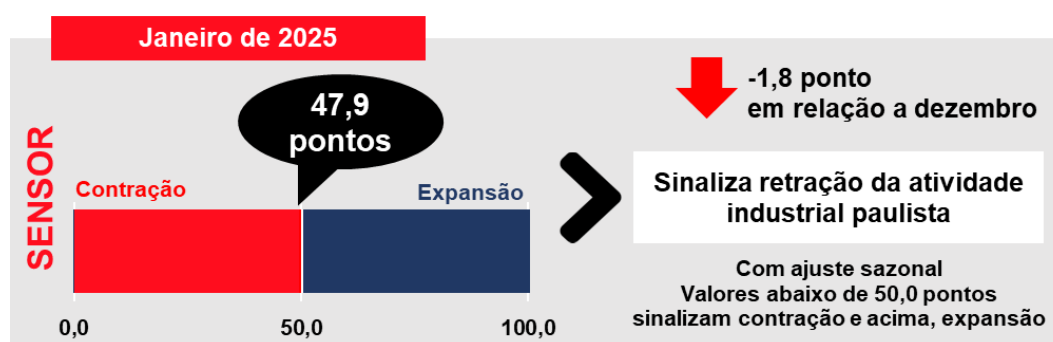 Janeiro de 2025
SENSOR
47,9
pontos
Contração
Expansão
0,0
50,0
100,0
-1,8 ponto
em relação a dezembro
Sinaliza retração da atividade
industrial paulista
Com ajuste sazonal
Valores abaixo de 50,0 pontos
sinalizam contração e acima, expansão